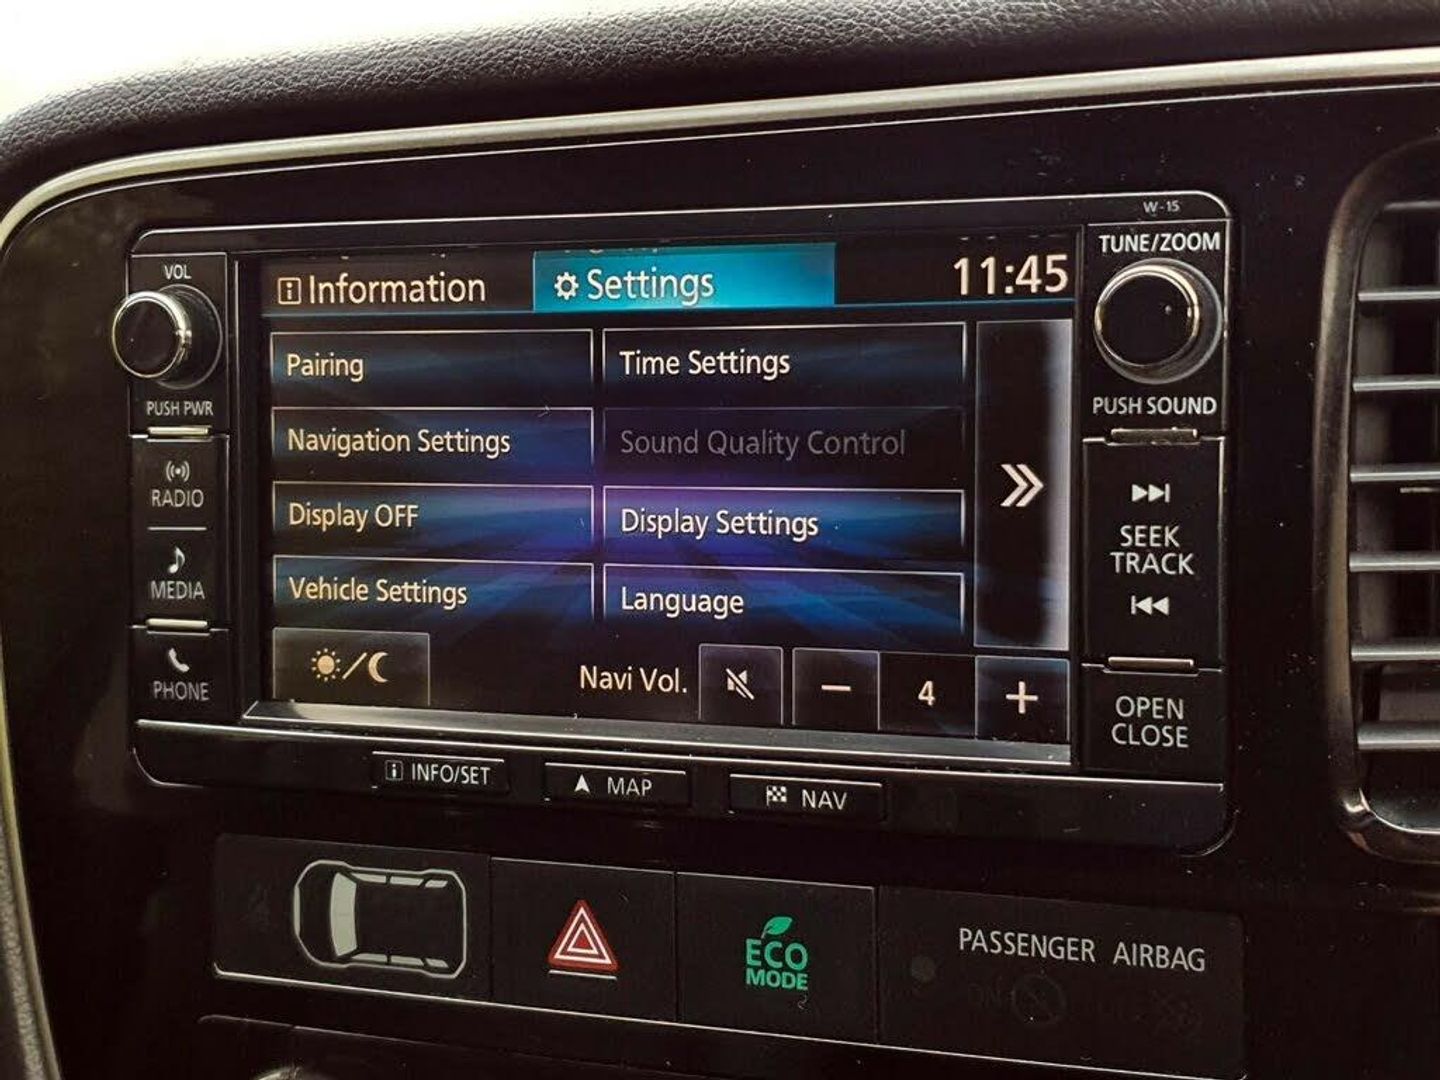 W-15
VOL
TUNE/ZOOM
Information
Settings
11:45
Pairing
Time Settings
PUSH PWR
PUSH SOUND
Navigation Settings
Sound Quality Control
RADIO
Display OFF
Display Settings
SEEK
TRACK
MEDIA
Vehicle Settings
Language
PHONE
Navi Vol.
−
4
+
OPEN
CLOSE
INFO/SET
MAP
NAV
ECO
MODE
PASSENGER AIRBAG